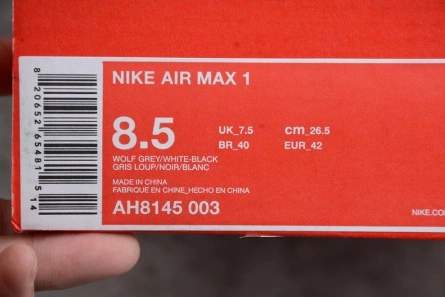 NIKE AIR MAX 1
8.5 UK_7.5 cm_26.5
BR_40 EUR_42
WOLF GREY/WHITE-BLACK
GRIS LOUP/NOIR/BLANC
MADE IN CHINA
FABRIQUE EN CHINE_HECHO EN CHINA
AH8145 003
NIKE.CO
8 20652 65481 5 14